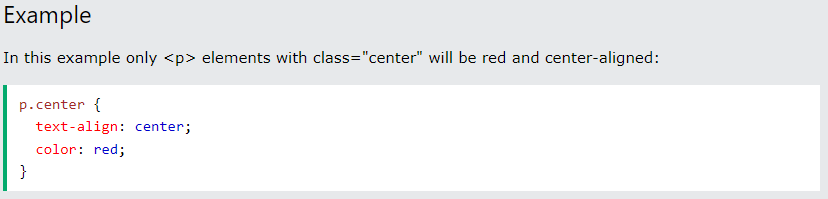 Example
In this example only <p> elements with class="center" will be red and center-aligned:
p.center {
  text-align: center;
  color: red;
}